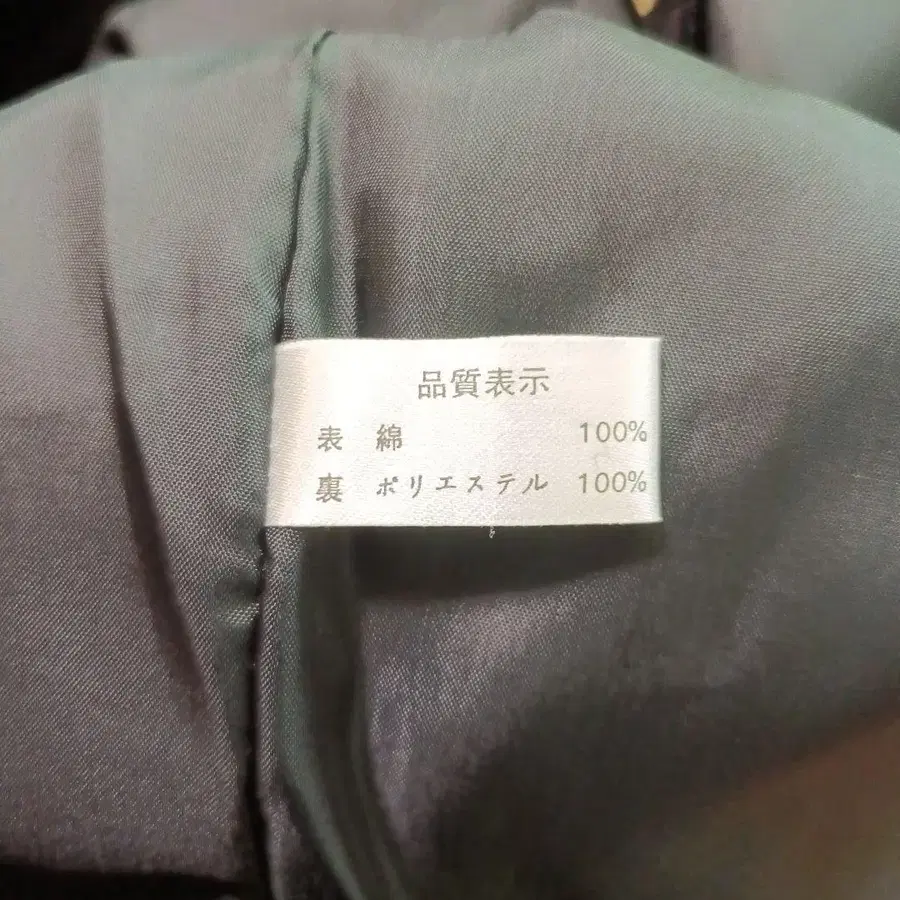 品質表示
表 綿 100%
裏 ポリエステル 100%